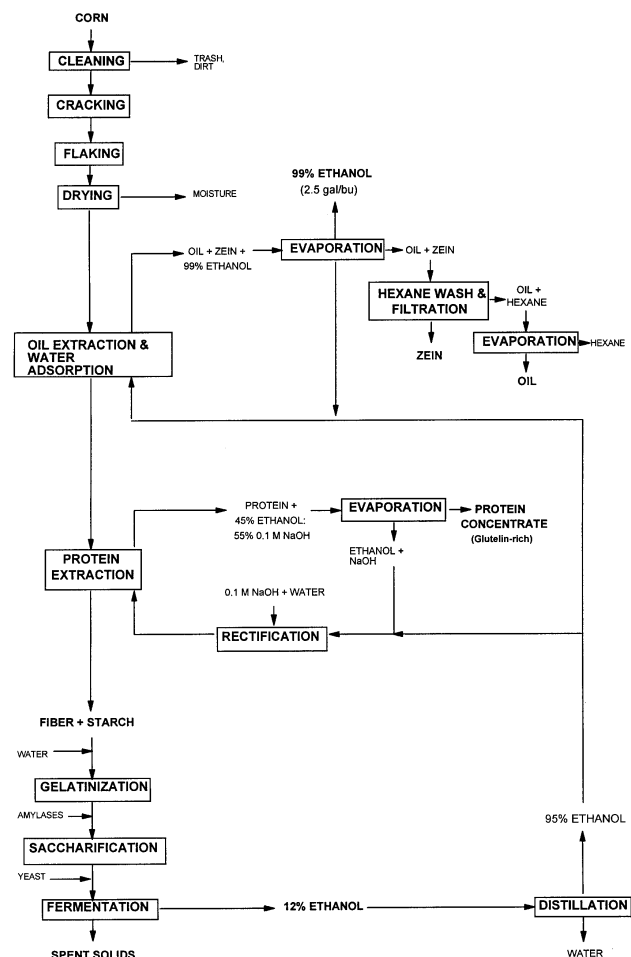 CORN
CLEANING
TRASH,
DIRT
CRACKING
FLAKING
DRYING
MOISTURE
99% ETHANOL
(2.5 gal/bu)
OIL + ZEIN +
99% ETHANOL
EVAPORATION
OIL + ZEIN
HEXANE WASH &
FILTRATION
OIL +
HEXANE
ZEIN
EVAPORATION
HEXANE
OIL
OIL EXTRACTION &
WATER
ADSORPTION
PROTEIN +
45% ETHANOL:
55% 0.1 M NaOH
EVAPORATION
PROTEIN
CONCENTRATE
(Glutelin-rich)
ETHANOL +
NaOH
PROTEIN
EXTRACTION
0.1 M NaOH + WATER
RECTIFICATION
FIBER + STARCH
WATER
GELATINIZATION
AMYLASES
SACCHARIFICATION
YEAST
FERMENTATION
12% ETHANOL
DISTILLATION
95% ETHANOL
SPENT SOLIDS
WATER